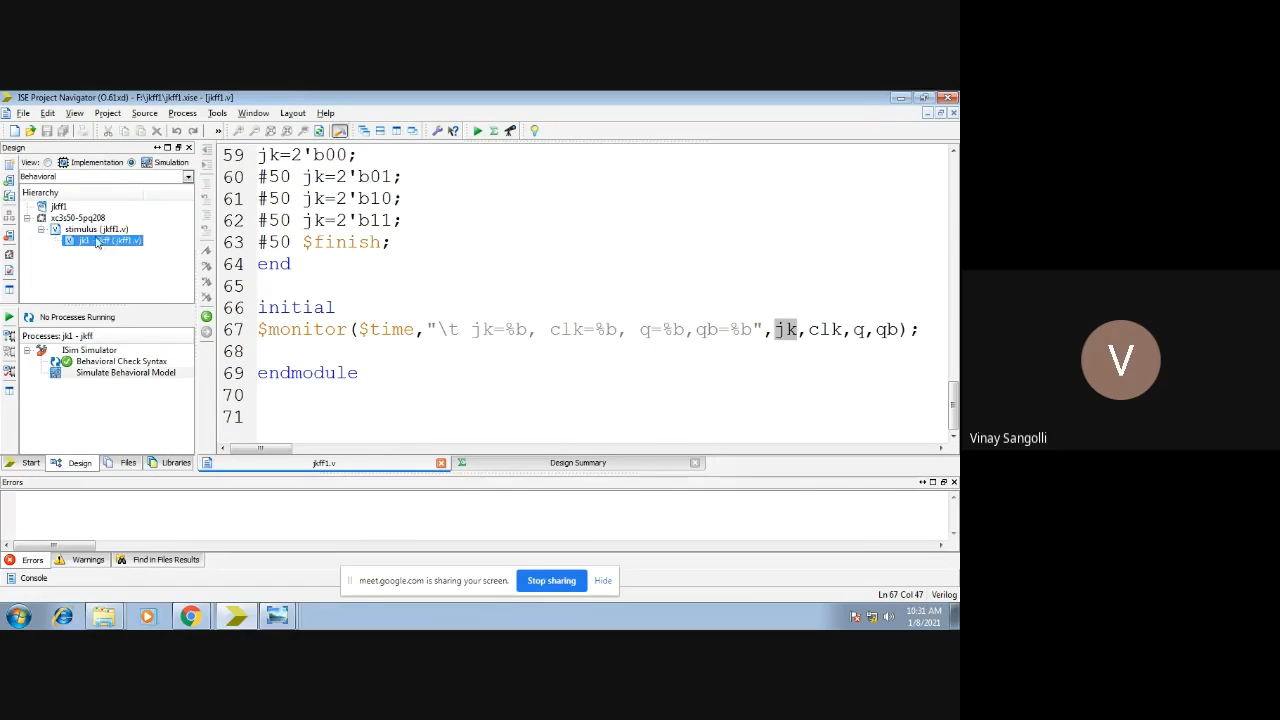 ISE Project Navigator (O.61xd) - F:\jkff1\jkff1.xise - [jkff1.v]
File Edit View Project Source Process Tools Window Layout Help
Design
View: Implementation Simulation
Behavioral
Hierarchy
jkff1
xc3s50-5pq208
stimulus (jkff1.v)
jk1 - jkff (jkff1.v)
No Processes Running
Processes: jk1 - jkff
ISim Simulator
Behavioral Check Syntax
Simulate Behavioral Model
Start Design Files Libraries
59 jk=2'b00;
60 #50 jk=2'b01;
61 #50 jk=2'b10;
62 #50 jk=2'b11;
63 #50 $finish;
64 end
65
66 initial
67 $monitor($time,"\t jk=%b, clk=%b, q=%b,qb=%b",jk,clk,q,qb);
68
69 endmodule
70
71
jkff1.v Design Summary
Errors
Errors Warnings Find in Files Results
Console
meet.google.com is sharing your screen. Stop sharing Hide
Ln 67 Col 47 Verilog
10:31 AM
1/8/2021
V
Vinay Sangolli